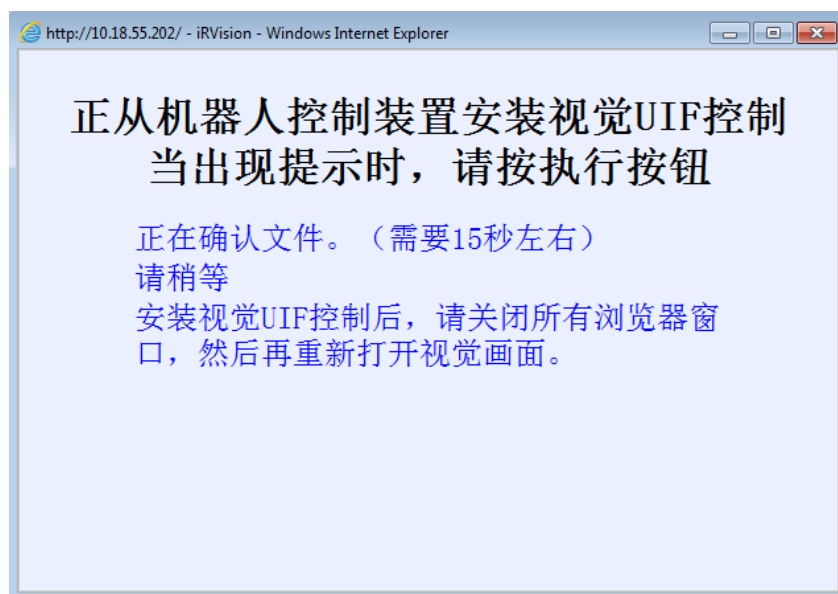 http://10.18.55.202/ - iRVision - Windows Internet Explorer
正从机器人控制装置安装视觉UIF控制
当出现提示时，请按执行按钮
正在确认文件。（需要15秒左右）
请稍等
安装视觉UIF控制后，请关闭所有浏览器窗
口，然后再重新打开视觉画面。